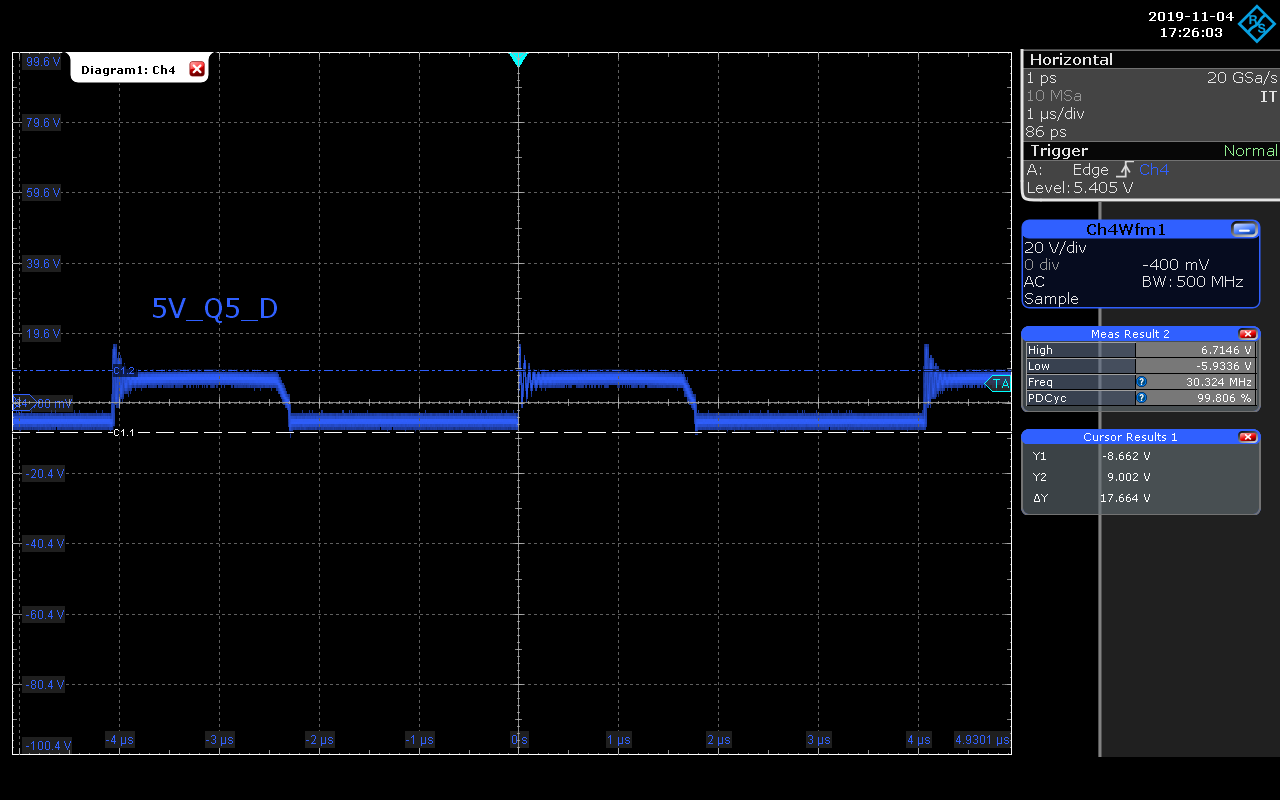 2019-11-04
17:26:03
R&S
Diagram1: Ch4
99.6 V
79.6 V
59.6 V
39.6 V
19.6 V
-20.4 V
-40.4 V
-60.4 V
-80.4 V
-100.4 V
5V_Q5_D
C1.2
C1.1
TA
-4 µs
-3 µs
-2 µs
-1 µs
0 s
1 µs
2 µs
3 µs
4 µs
4.9301 µs
Horizontal
1 ps 20 GSa/s
10 MSa IT
1 µs/div
86 ps
Trigger Normal
A: Edge Ch4
Level: 5.405 V
Ch4Wfm1
20 V/div
0 div -400 mV
AC BW: 500 MHz
Sample
Meas Result 2
High 6.7146 V
Low -5.9336 V
Freq ? 30.324 MHz
PDCyc ? 99.806 %
Cursor Results 1
Y1 -8.662 V
Y2 9.002 V
ΔY 17.664 V